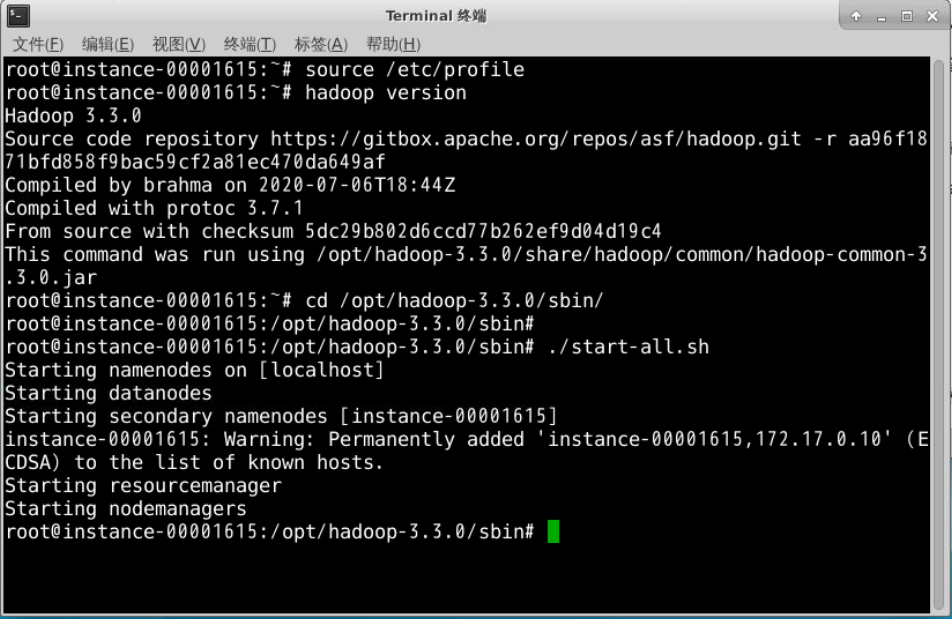 Terminal 终端
文件(F) 编辑(E) 视图(V) 终端(T) 标签(A) 帮助(H)
root@instance-00001615:~# source /etc/profile
root@instance-00001615:~# hadoop version
Hadoop 3.3.0
Source code repository https://gitbox.apache.org/repos/asf/hadoop.git -r aa96f18
71bfd858f9bac59cf2a81ec470da649af
Compiled by brahma on 2020-07-06T18:44Z
Compiled with protoc 3.7.1
From source with checksum 5dc29b802d6ccd77b262ef9d04d19c4
This command was run using /opt/hadoop-3.3.0/share/hadoop/common/hadoop-common-3
.3.0.jar
root@instance-00001615:~# cd /opt/hadoop-3.3.0/sbin/
root@instance-00001615:/opt/hadoop-3.3.0/sbin#
root@instance-00001615:/opt/hadoop-3.3.0/sbin# ./start-all.sh
Starting namenodes on [localhost]
Starting datanodes
Starting secondary namenodes [instance-00001615]
instance-00001615: Warning: Permanently added 'instance-00001615,172.17.0.10' (E
CDSA) to the list of known hosts.
Starting resourcemanager
Starting nodemanagers
root@instance-00001615:/opt/hadoop-3.3.0/sbin#